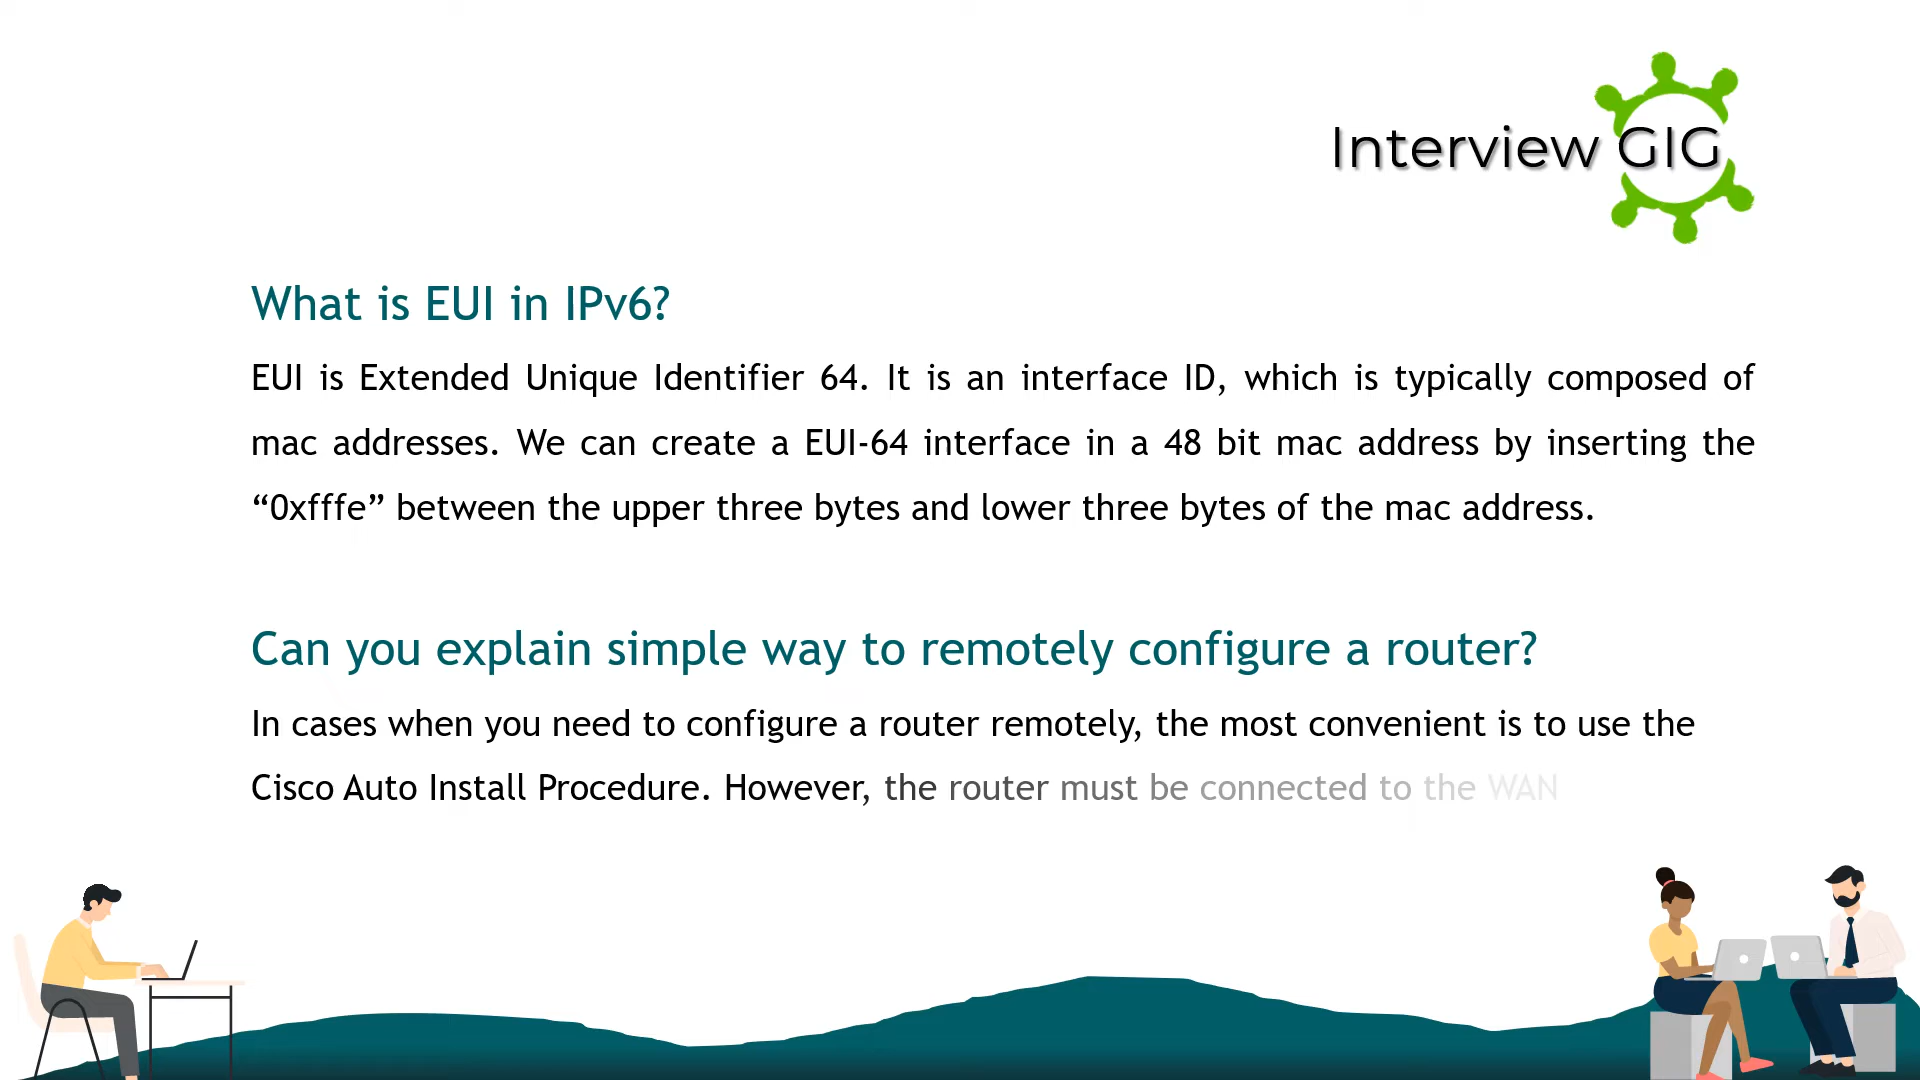 Interview GIG
What is EUI in IPv6?
EUI is Extended Unique Identifier 64. It is an interface ID, which is typically composed of
mac addresses. We can create a EUI-64 interface in a 48 bit mac address by inserting the
“0xfffe” between the upper three bytes and lower three bytes of the mac address.
Can you explain simple way to remotely configure a router?
In cases when you need to configure a router remotely, the most convenient is to use the
Cisco Auto Install Procedure. However, the router must be connected to the WAN